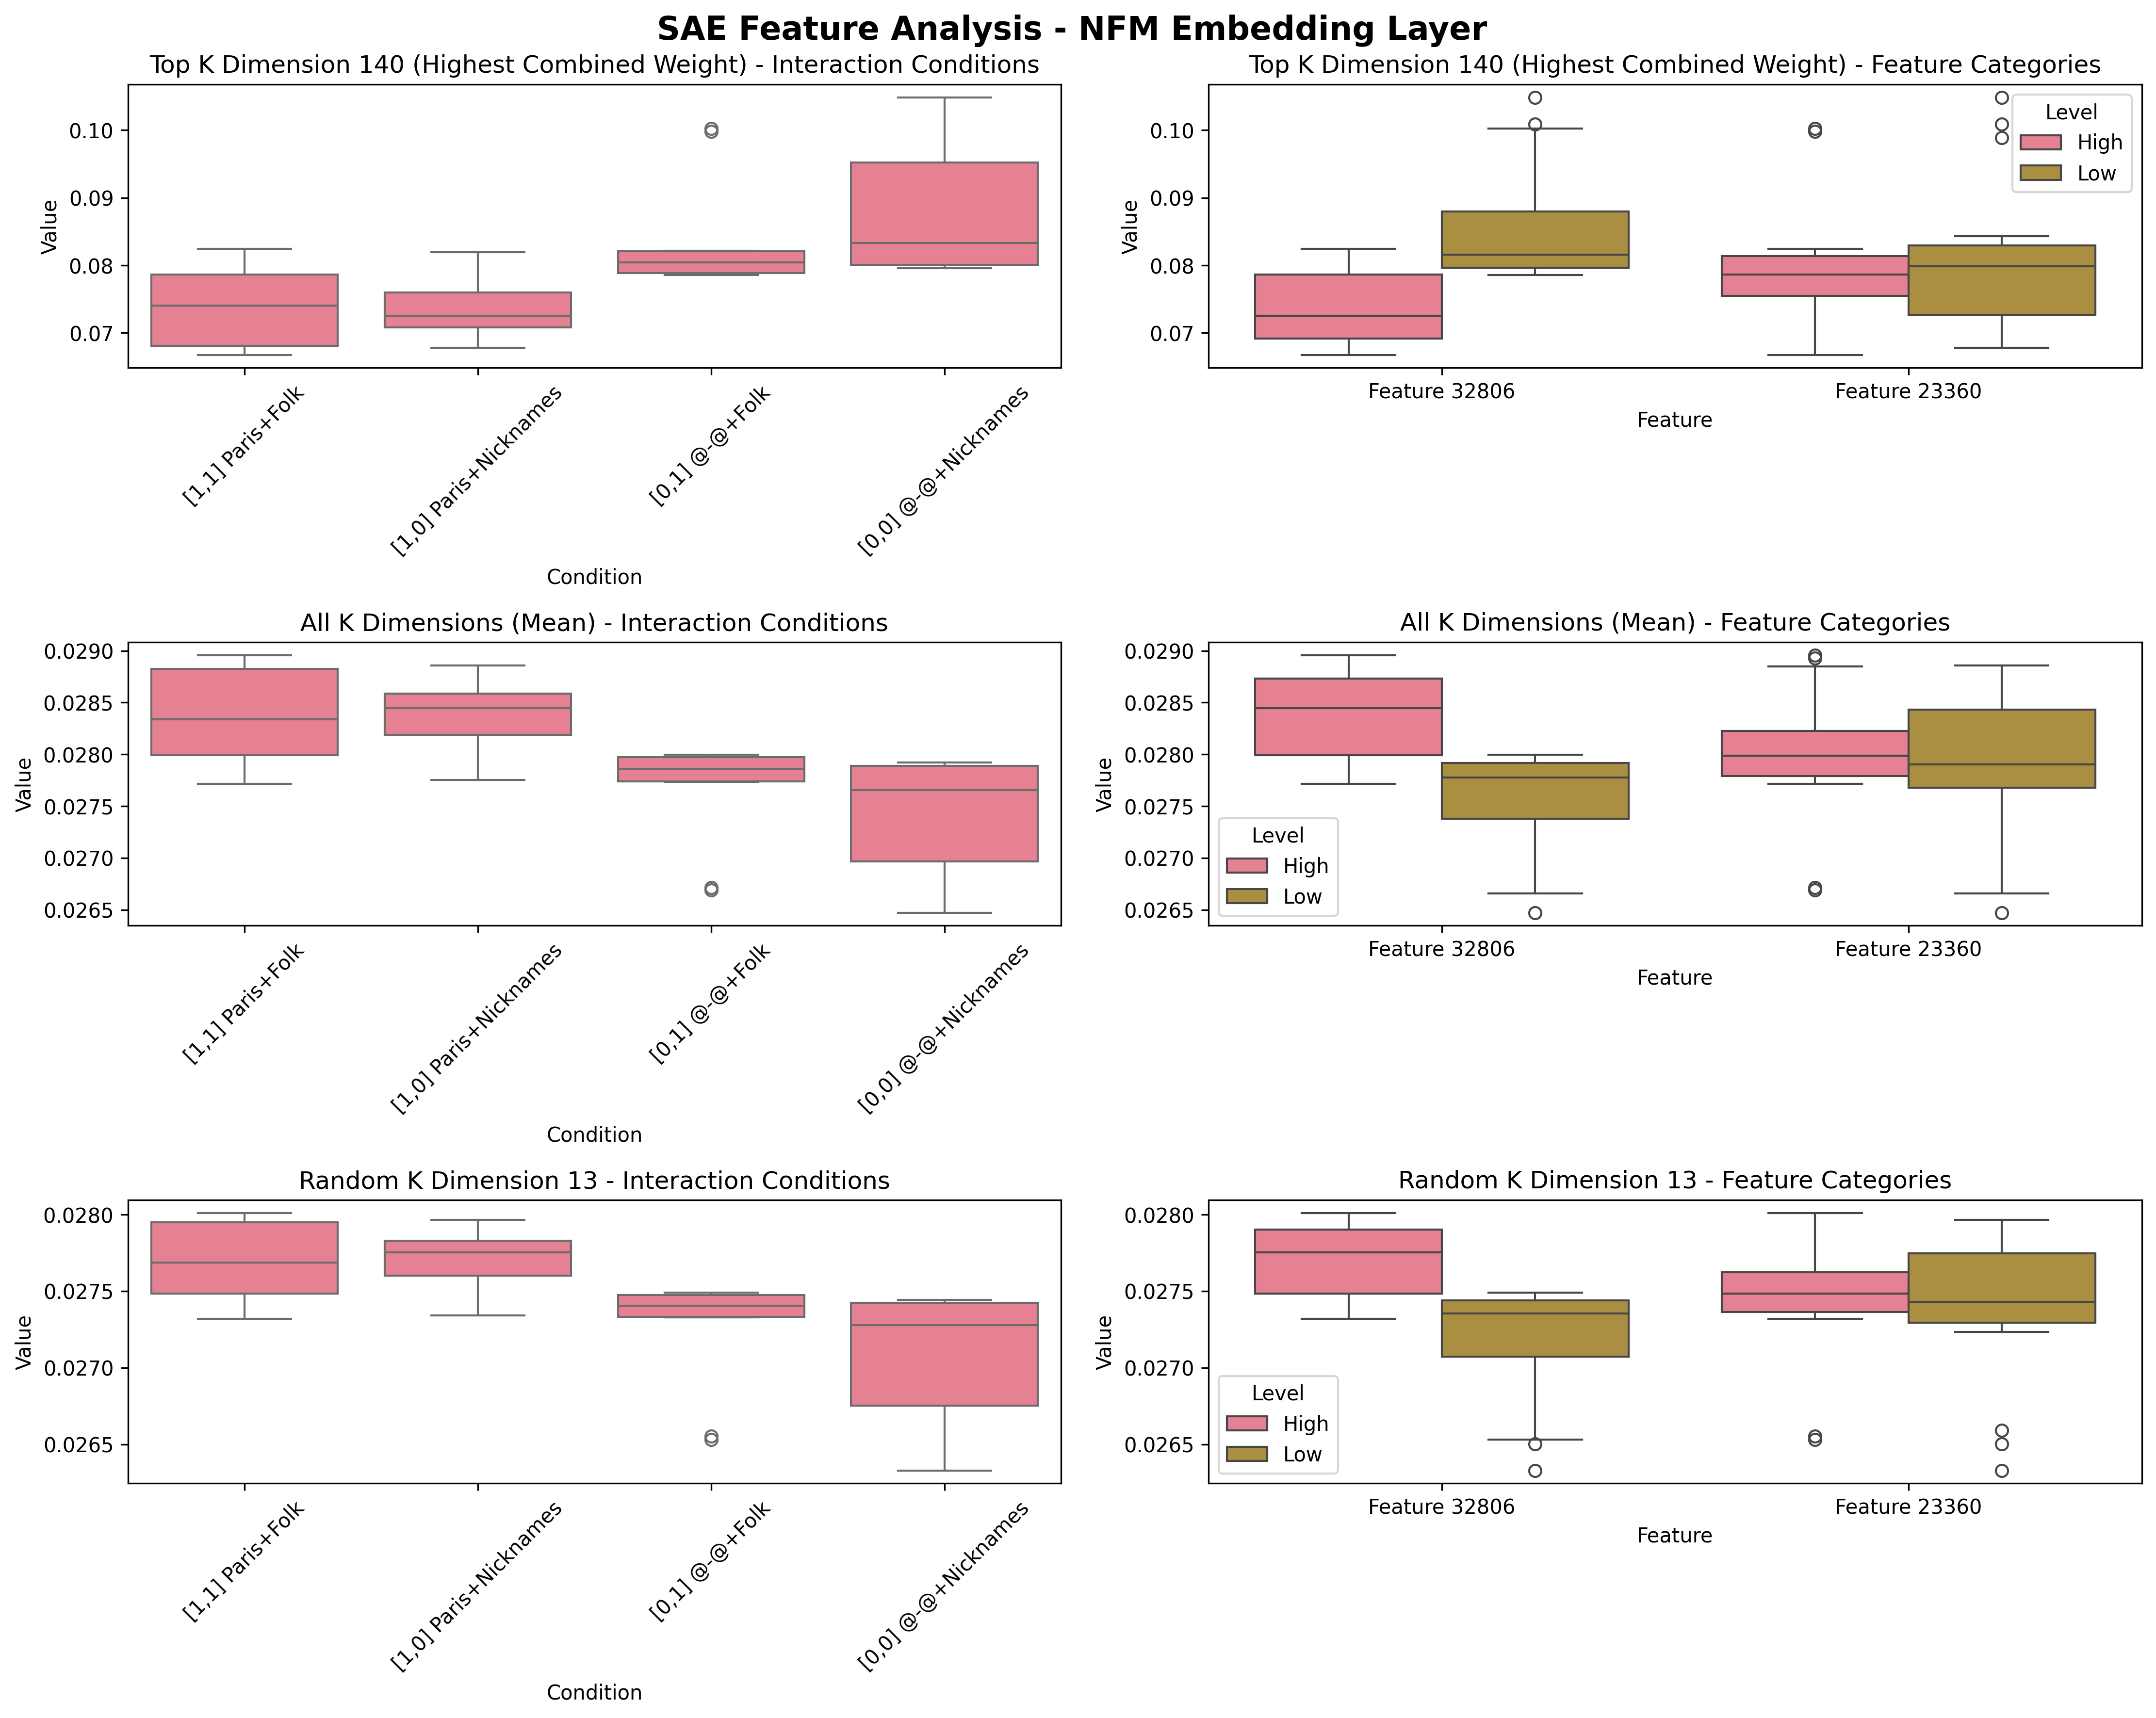 SAE Feature Analysis - NFM Embedding Layer
Top K Dimension 140 (Highest Combined Weight) - Interaction Conditions
Value
0.10
0.09
0.08
0.07
[1,1] Paris+Folk
[1,0] Paris+Nicknames
[0,1] @-@+Folk
[0,0] @-@+Nicknames
Condition
Top K Dimension 140 (Highest Combined Weight) - Feature Categories
Value
0.10
0.09
0.08
0.07
Level
High
Low
Feature 32806
Feature 23360
Feature
All K Dimensions (Mean) - Interaction Conditions
Value
0.0290
0.0285
0.0280
0.0275
0.0270
0.0265
[1,1] Paris+Folk
[1,0] Paris+Nicknames
[0,1] @-@+Folk
[0,0] @-@+Nicknames
Condition
All K Dimensions (Mean) - Feature Categories
Value
0.0290
0.0285
0.0280
0.0275
0.0270
0.0265
Level
High
Low
Feature 32806
Feature 23360
Feature
Random K Dimension 13 - Interaction Conditions
Value
0.0280
0.0275
0.0270
0.0265
[1,1] Paris+Folk
[1,0] Paris+Nicknames
[0,1] @-@+Folk
[0,0] @-@+Nicknames
Condition
Random K Dimension 13 - Feature Categories
Value
0.0280
0.0275
0.0270
0.0265
Level
High
Low
Feature 32806
Feature 23360
Feature